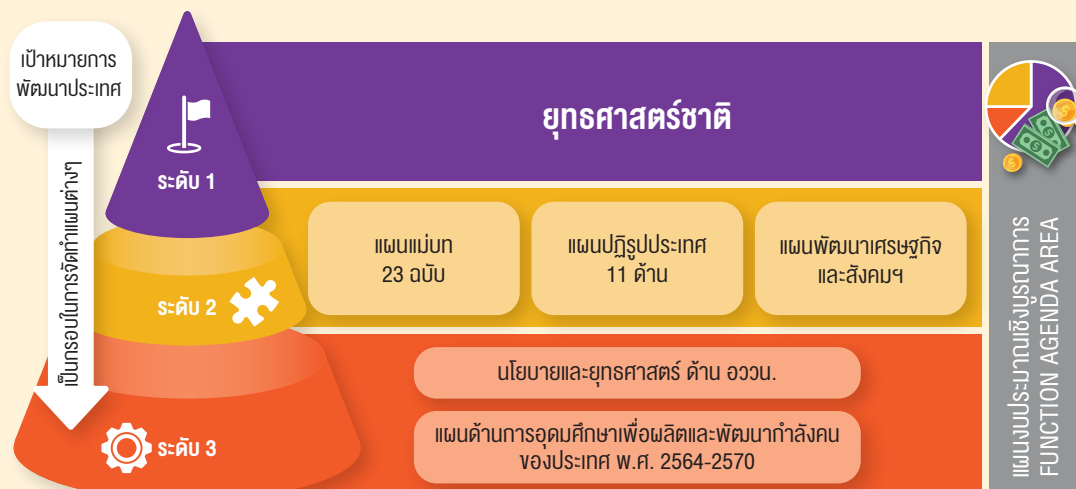 เป้าหมายการ
พัฒนาประเทศ
เป็นกรอบในการจัดทำแผนต่างๆ
ระดับ 1
ยุทธศาสตร์ชาติ
ระดับ 2
แผนแม่บท
23 ฉบับ
แผนปฏิรูปประเทศ
11 ด้าน
แผนพัฒนาเศรษฐกิจ
และสังคมฯ
ระดับ 3
นโยบายและยุทธศาสตร์ ด้าน อววน.
แผนด้านการอุดมศึกษาเพื่อผลิตและพัฒนากำลังคน
ของประเทศ พ.ศ. 2564-2570
แผนงบประมาณเชิงบูรณาการ
FUNCTION AGENDA AREA